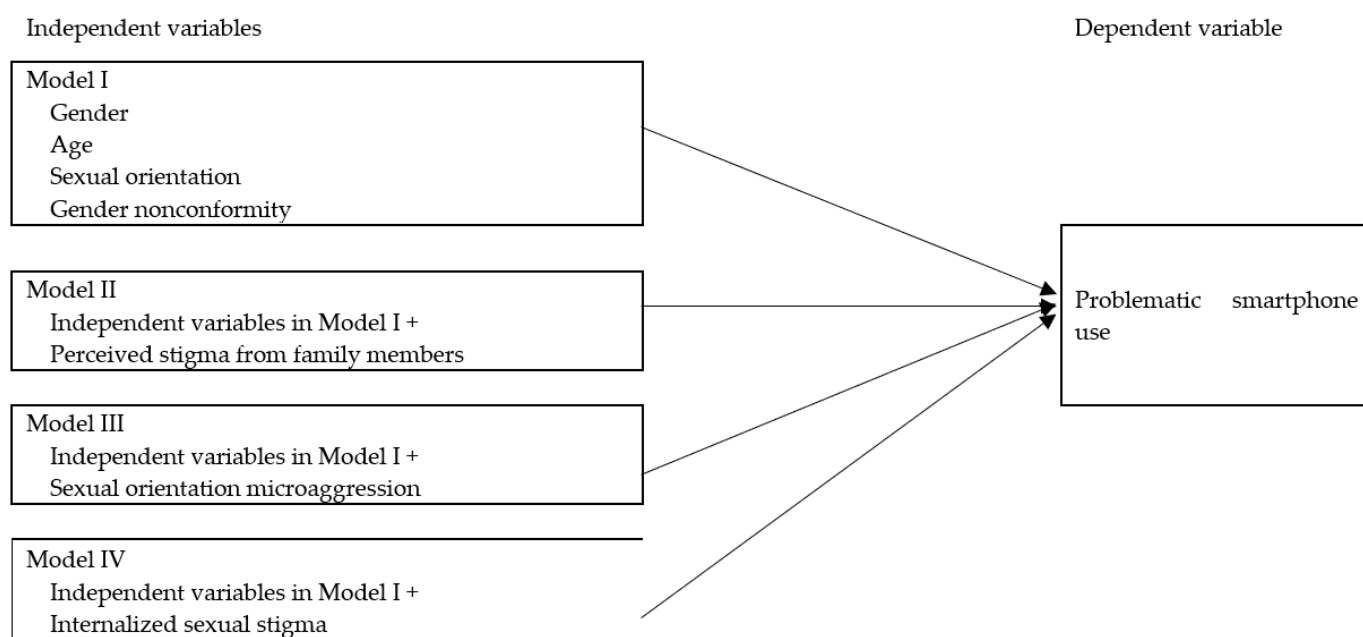 Independent variables
Dependent variable
Model I
Gender
Age
Sexual orientation
Gender nonconformity
Model II
Independent variables in Model I +
Perceived stigma from family members
Model III
Independent variables in Model I +
Sexual orientation microaggression
Model IV
Independent variables in Model I +
Internalized sexual stigma
Problematic smartphone
use